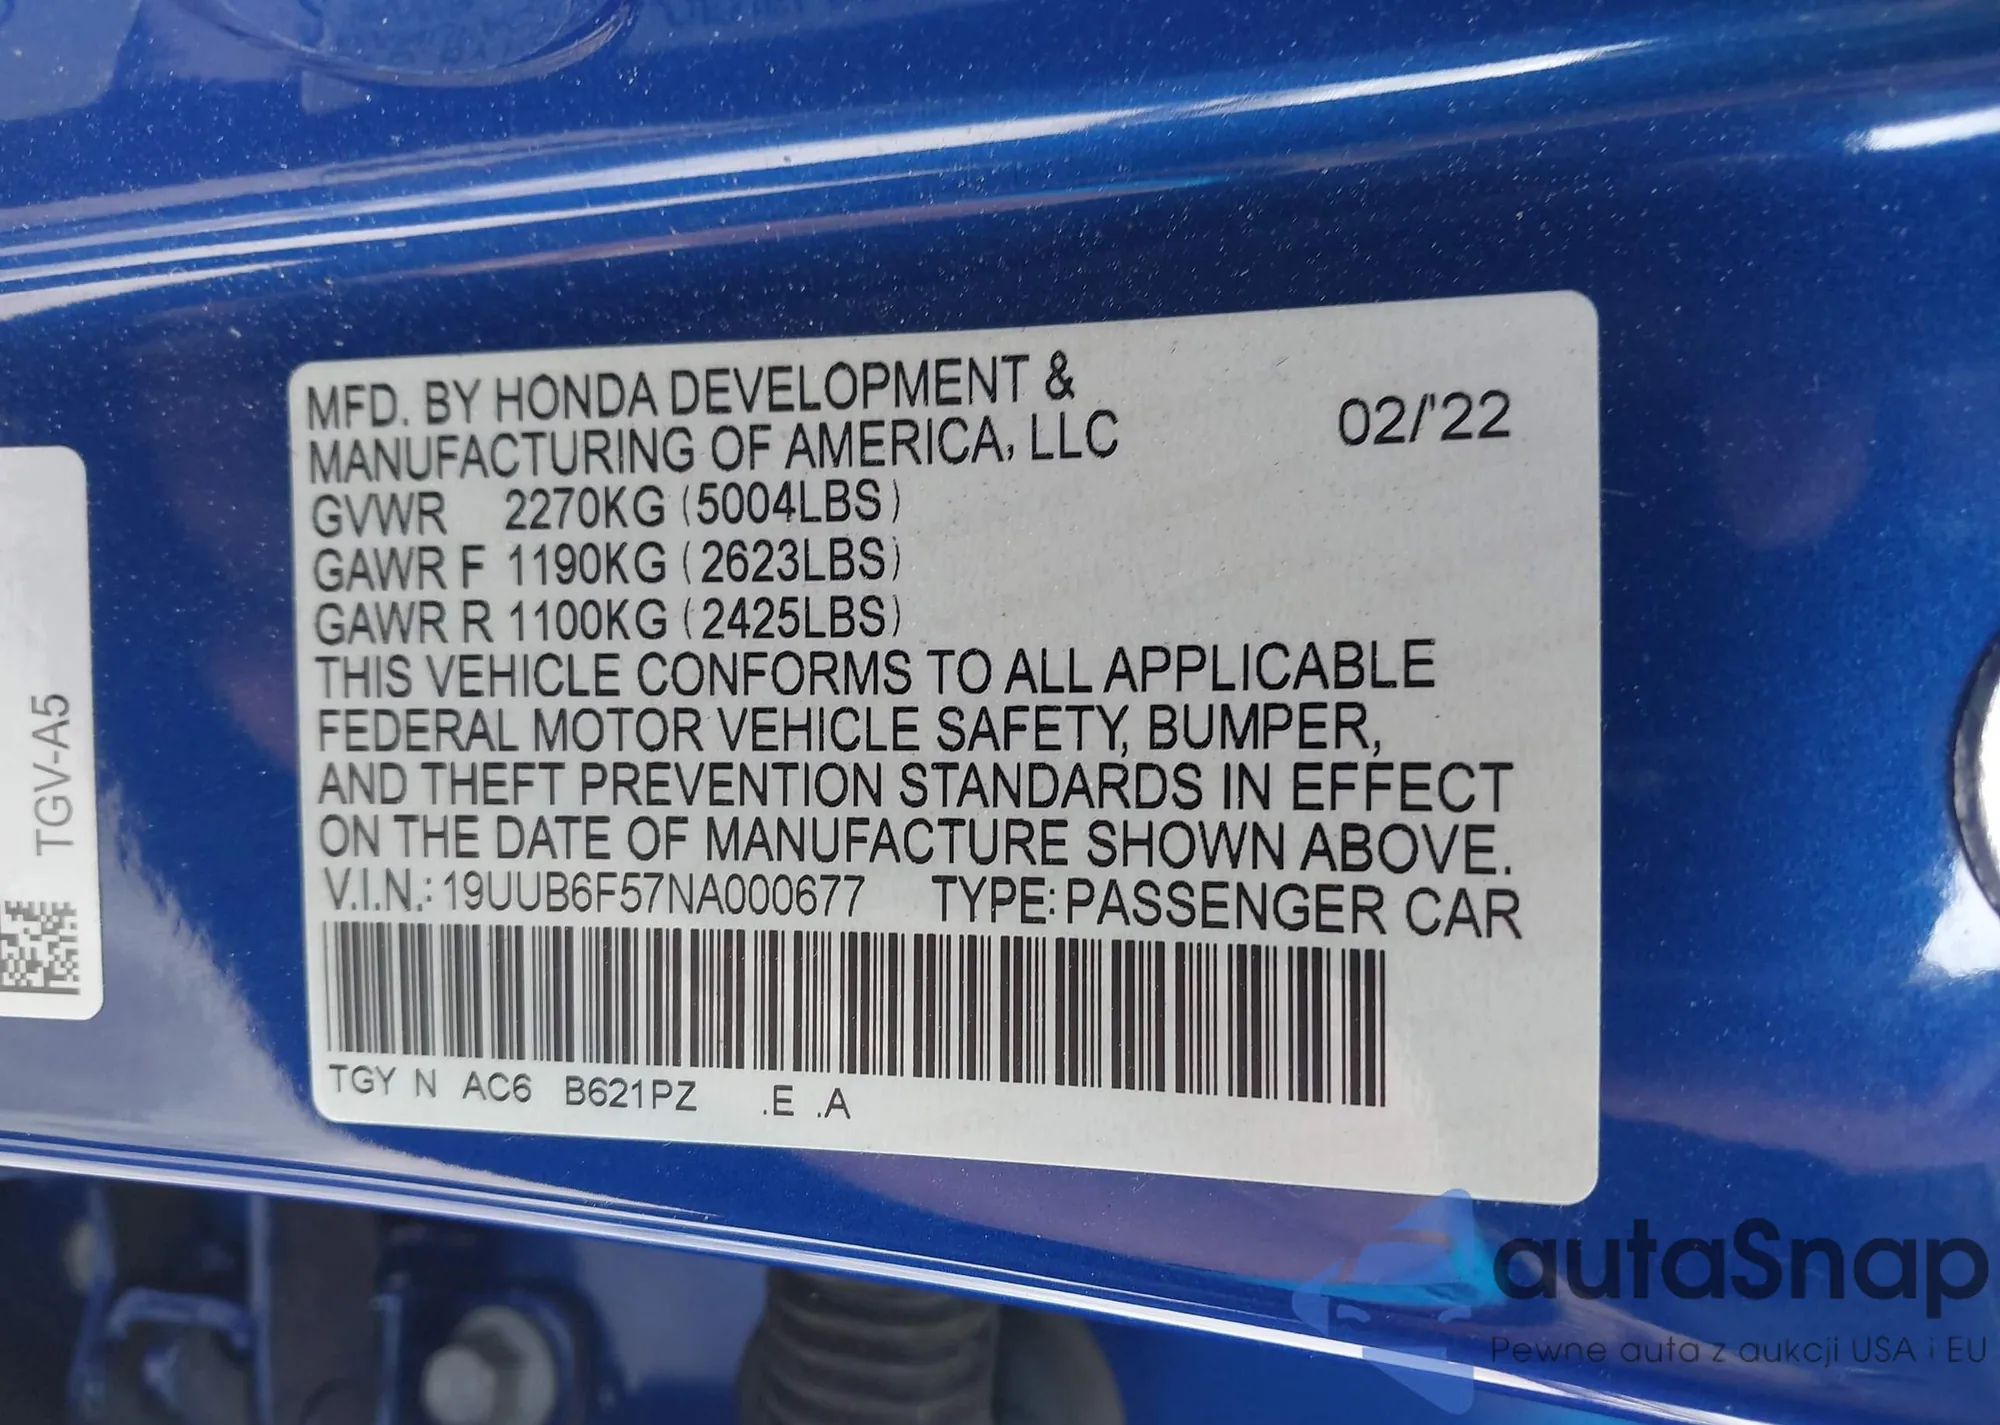 MFD. BY HONDA DEVELOPMENT &
MANUFACTURING OF AMERICA, LLC
02/'22
GVWR 2270KG (5004LBS)
GAWR F 1190KG (2623LBS)
GAWR R 1100KG (2425LBS)
THIS VEHICLE CONFORMS TO ALL APPLICABLE
FEDERAL MOTOR VEHICLE SAFETY, BUMPER,
AND THEFT PREVENTION STANDARDS IN EFFECT
ON THE DATE OF MANUFACTURE SHOWN ABOVE.
V.I.N.: 19UUB6F57NA000677 TYPE: PASSENGER CAR
TGY N AC6 B621PZ .E .A
TGV-A5
autaSnap
Pewne auta z aukcji USA i EU